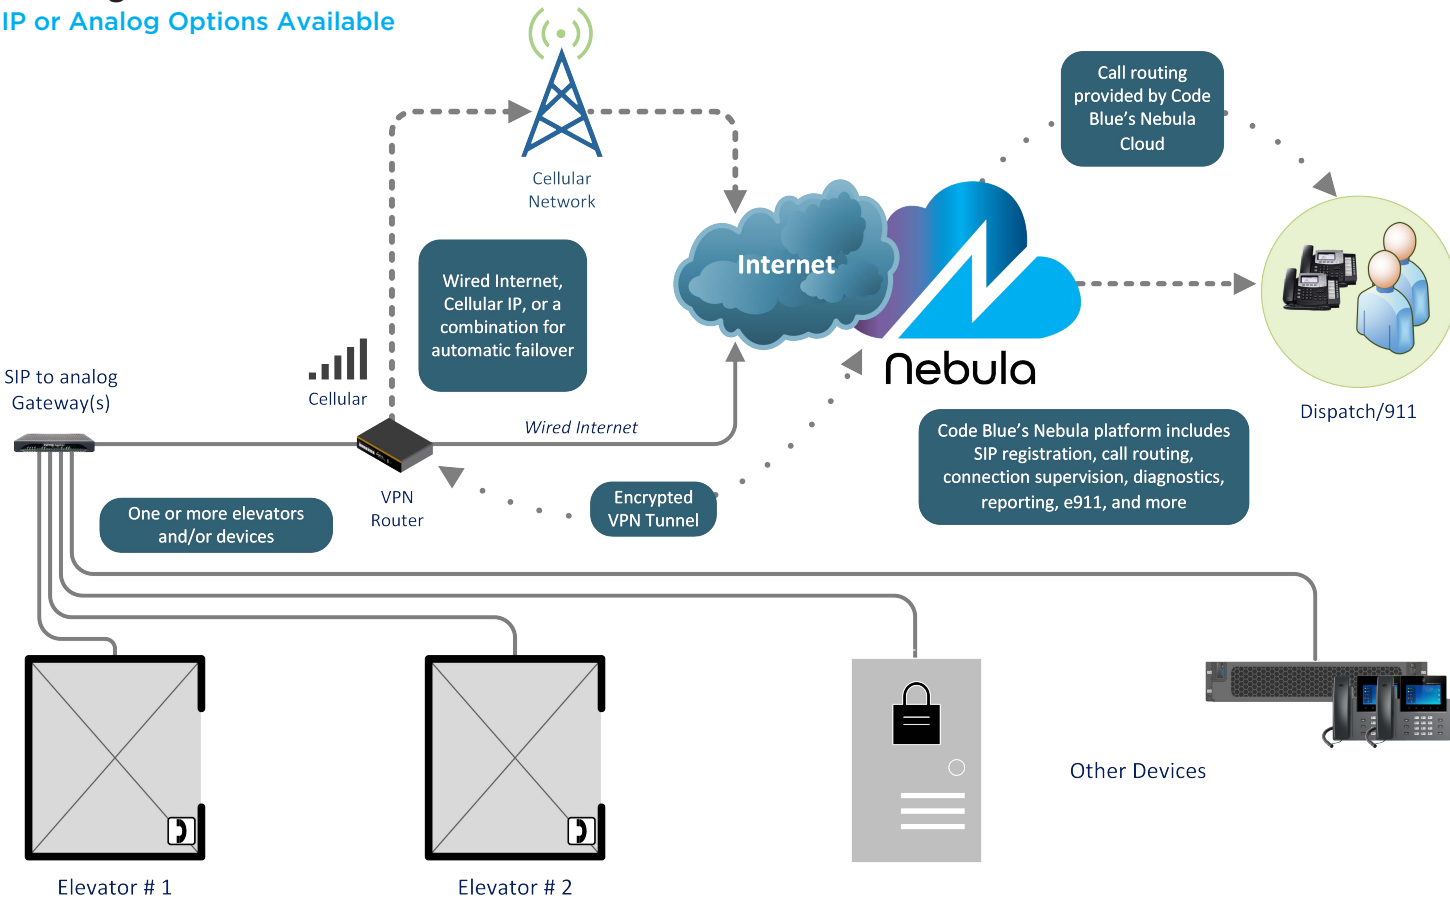 IP or Analog Options Available
Call routing
provided by Code
Blue's Nebula
Cloud
Cellular
Network
Internet
Wired Internet,
Cellular IP, or a
combination for
automatic failover
nebula
SIP to analog
Gateway(s)
Cellular
Wired Internet
Dispatch/911
Code Blue's Nebula platform includes
SIP registration, call routing,
connection supervision, diagnostics,
reporting, e911, and more
VPN
Router
Encrypted
VPN Tunnel
One or more elevators
and/or devices
Other Devices
Elevator # 1
Elevator # 2